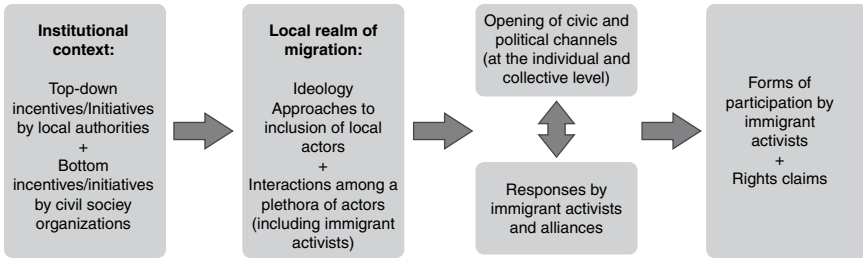 Institutional
context:
Top-down
incentives/Initiatives
by local authorities
+
Bottom
incentives/initiatives
by civil sociey
organizations
Local realm of
migration:
Ideology
Approaches to
inclusion of local
actors
+
Interactions among a
plethora of actors
(including immigrant
activists)
Opening of civic and
political channels
(at the individual and
collective level)
Responses by
immigrant activists
and alliances
Forms of
participation by
immigrant
activists
+
Rights claims